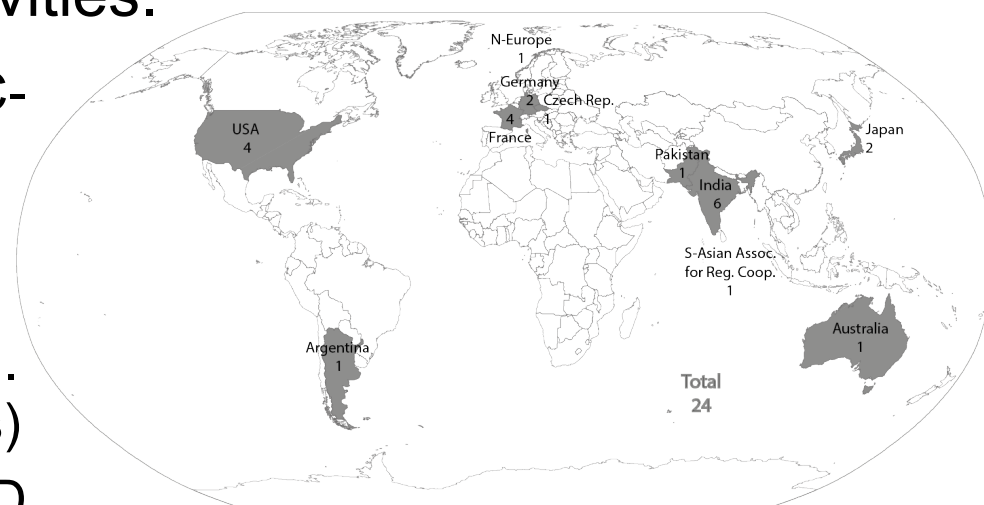 vities:
C-
.
)
D
N-Europe
1
Germany
2
Czech Rep.
1
4
France
USA
4
Japan
2
Pakistan
1
India
6
S-Asian Assoc.
for Reg. Coop.
1
Argentina
1
Australia
1
Total
24